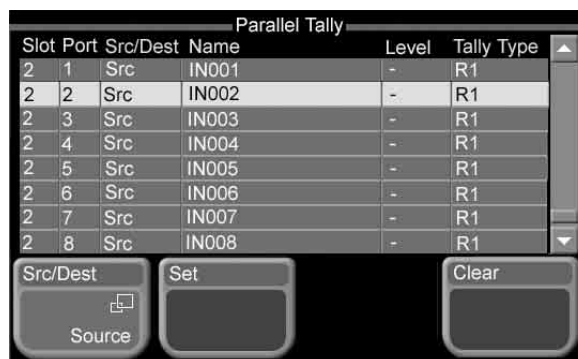 Parallel Tally
Slot Port Src/Dest Name Level Tally Type
2 1 Src IN001 - R1
2 2 Src IN002 - R1
2 3 Src IN003 - R1
2 4 Src IN004 - R1
2 5 Src IN005 - R1
2 6 Src IN006 - R1
2 7 Src IN007 - R1
2 8 Src IN008 - R1
Src/Dest Set Clear
Source